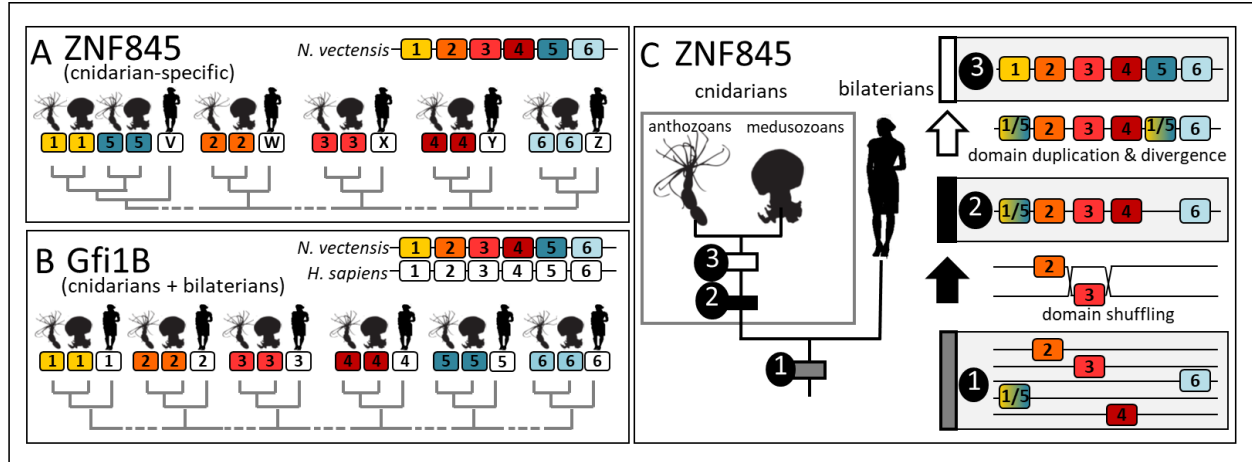 A ZNF845
(cnidarian-specific)
N. vectensis 1 2 3 4 5 6
1 1 5 5 V 2 2 W 3 3 X 4 4 Y 6 6 Z
B Gfi1B
(cnidarians + bilaterians)
N. vectensis 1 2 3 4 5 6
H. sapiens 1 2 3 4 5 6
1 1 1 2 2 2 3 3 3 4 4 4 5 5 5 6 6 6
C ZNF845
cnidarians
bilaterians
anthozoans medusozoans
3
2
1
3 1 2 3 4 5 6
1/5 2 3 4 1/5 6
domain duplication & divergence
2 1/5 2 3 4 6
2
3
domain shuffling
2
3
1 6
1/5
4